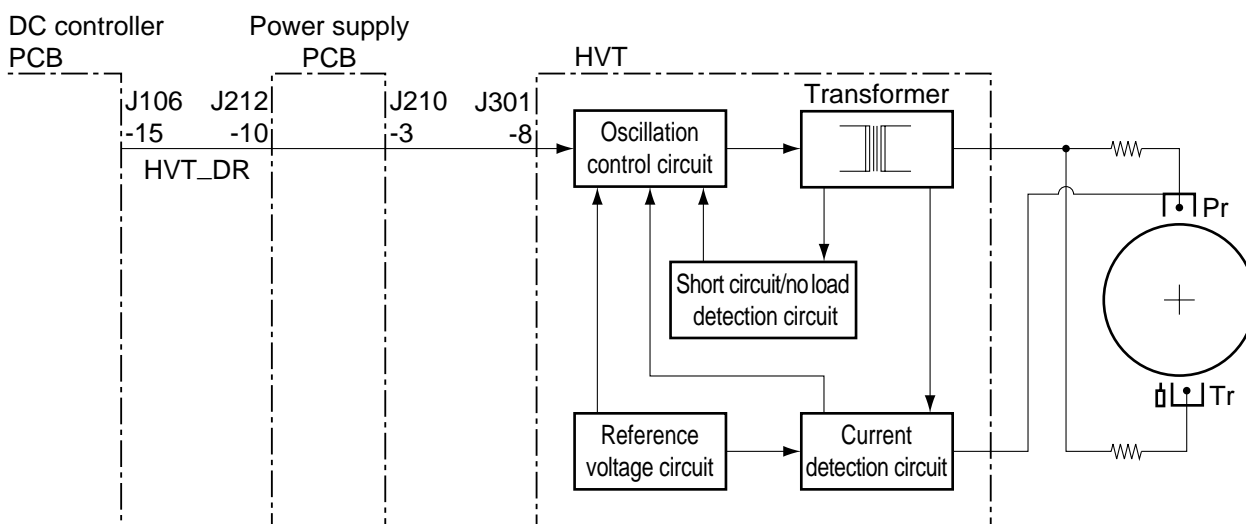 DC controller
PCB
Power supply
PCB
HVT
J106
-15
J212
-10
J210
-3
J301
-8
HVT_DR
Oscillation
control circuit
Transformer
Short circuit/no load
detection circuit
Reference
voltage circuit
Current
detection circuit
Pr
Tr